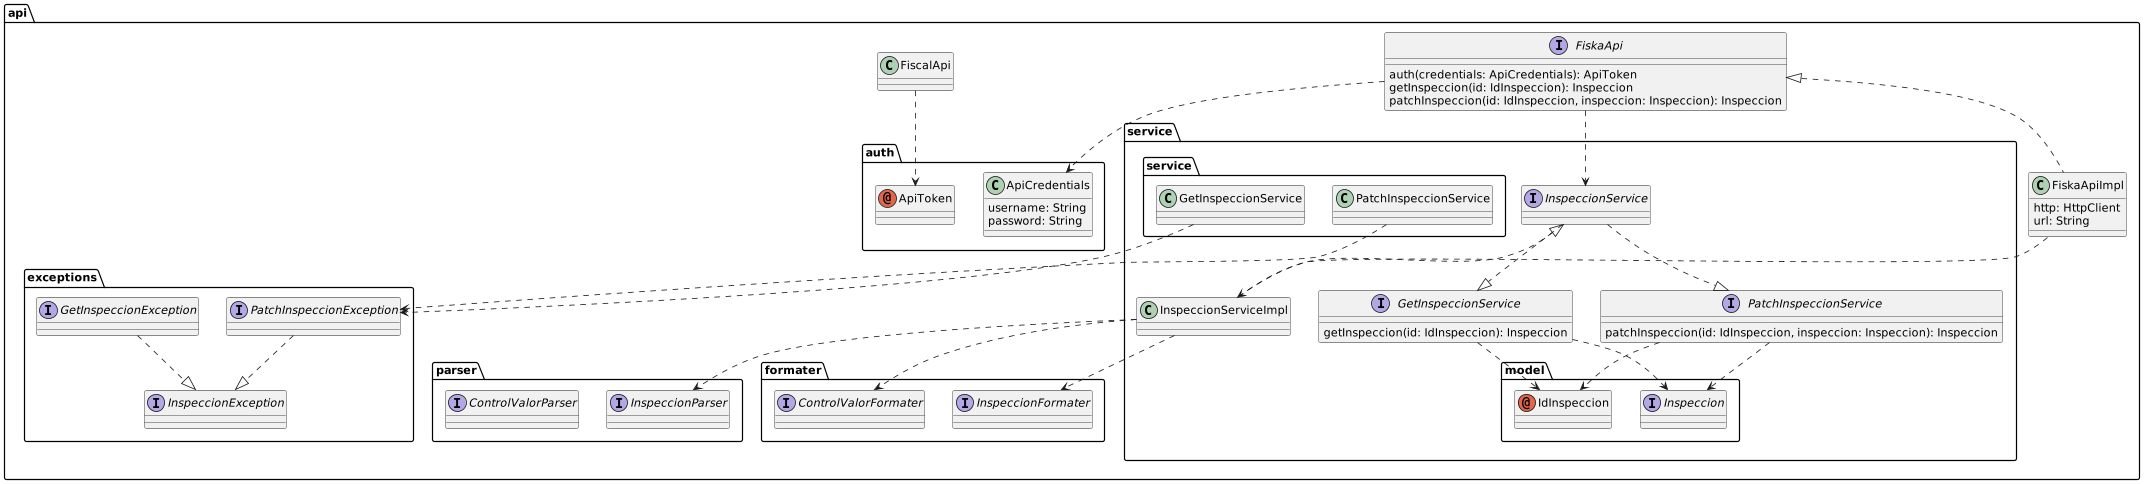 api
I FiskaApi
auth(credentials: ApiCredentials): ApiToken
getInspeccion(id: IdInspeccion): Inspeccion
patchInspeccion(id: IdInspeccion, inspeccion: Inspeccion): Inspeccion
C FiscalApi
service
auth
service
@ ApiToken
C ApiCredentials
username: String
password: String
C GetInspeccionService
C PatchInspeccionService
I InspeccionService
C FiskaApiImpl
http: HttpClient
url: String
exceptions
I GetInspeccionException
I PatchInspeccionException
C InspeccionServiceImpl
I GetInspeccionService
getInspeccion(id: IdInspeccion): Inspeccion
I PatchInspeccionService
patchInspeccion(id: IdInspeccion, inspeccion: Inspeccion): Inspeccion
parser
formater
model
I InspeccionException
I ControlValorParser
I InspeccionParser
I ControlValorFormater
I InspeccionFormater
@ IdInspeccion
I Inspeccion